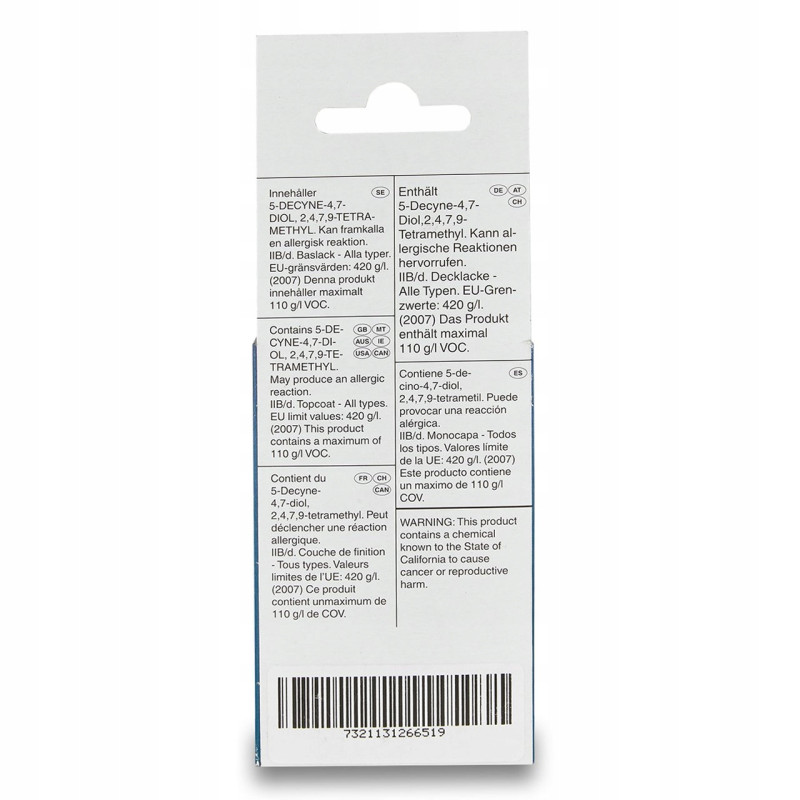 Innehåller SE
5-DECYNE-4,7-
DIOL, 2,4,7,9-TETRA-
METHYL. Kan framkalla
en allergisk reaktion.
IIB/d. Baslack - Alla typer.
EU-gränsvärden: 420 g/l.
(2007) Denna produkt
innehåller maximalt
110 g/l VOC.
Contains 5-DE- GB MT
CYNE-4,7-DI- AUS IE
OL, 2,4,7,9-TE- USA CAN
TRAMETHYL.
May produce an allergic
reaction.
IIB/d. Topcoat - All types.
EU limit values: 420 g/l.
(2007) This product
contains a maximum of
110 g/l VOC.
Contient du FR CH
5-Decyne- CAN
4,7-diol,
2,4,7,9-tetramethyl. Peut
déclencher une réaction
allergique.
IIB/d. Couche de finition
- Tous types. Valeurs
limites de l'UE: 420 g/l.
(2007) Ce produit
contient unmaximum de
110 g/l de COV.
Enthält DE AT
5-Decyne-4,7- CH
Diol,2,4,7,9-
Tetramethyl. Kann al-
lergische Reaktionen
hervorrufen.
IIB/d. Decklacke -
Alle Typen. EU-Gren-
zwerte: 420 g/l.
(2007) Das Produkt
enthält maximal
110 g/l VOC.
Contiene 5-de- ES
cino-4,7-diol,
2,4,7,9-tetrametil. Puede
provocar una reacción
alérgica.
IIB/d. Monocapa - Todos
los tipos. Valores límite
de la UE: 420 g/l. (2007)
Este producto contiene
un maximo de 110 g/l
COV.
WARNING: This product
contains a chemical
known to the State of
California to cause
cancer or reproductive
harm.
7321131266519